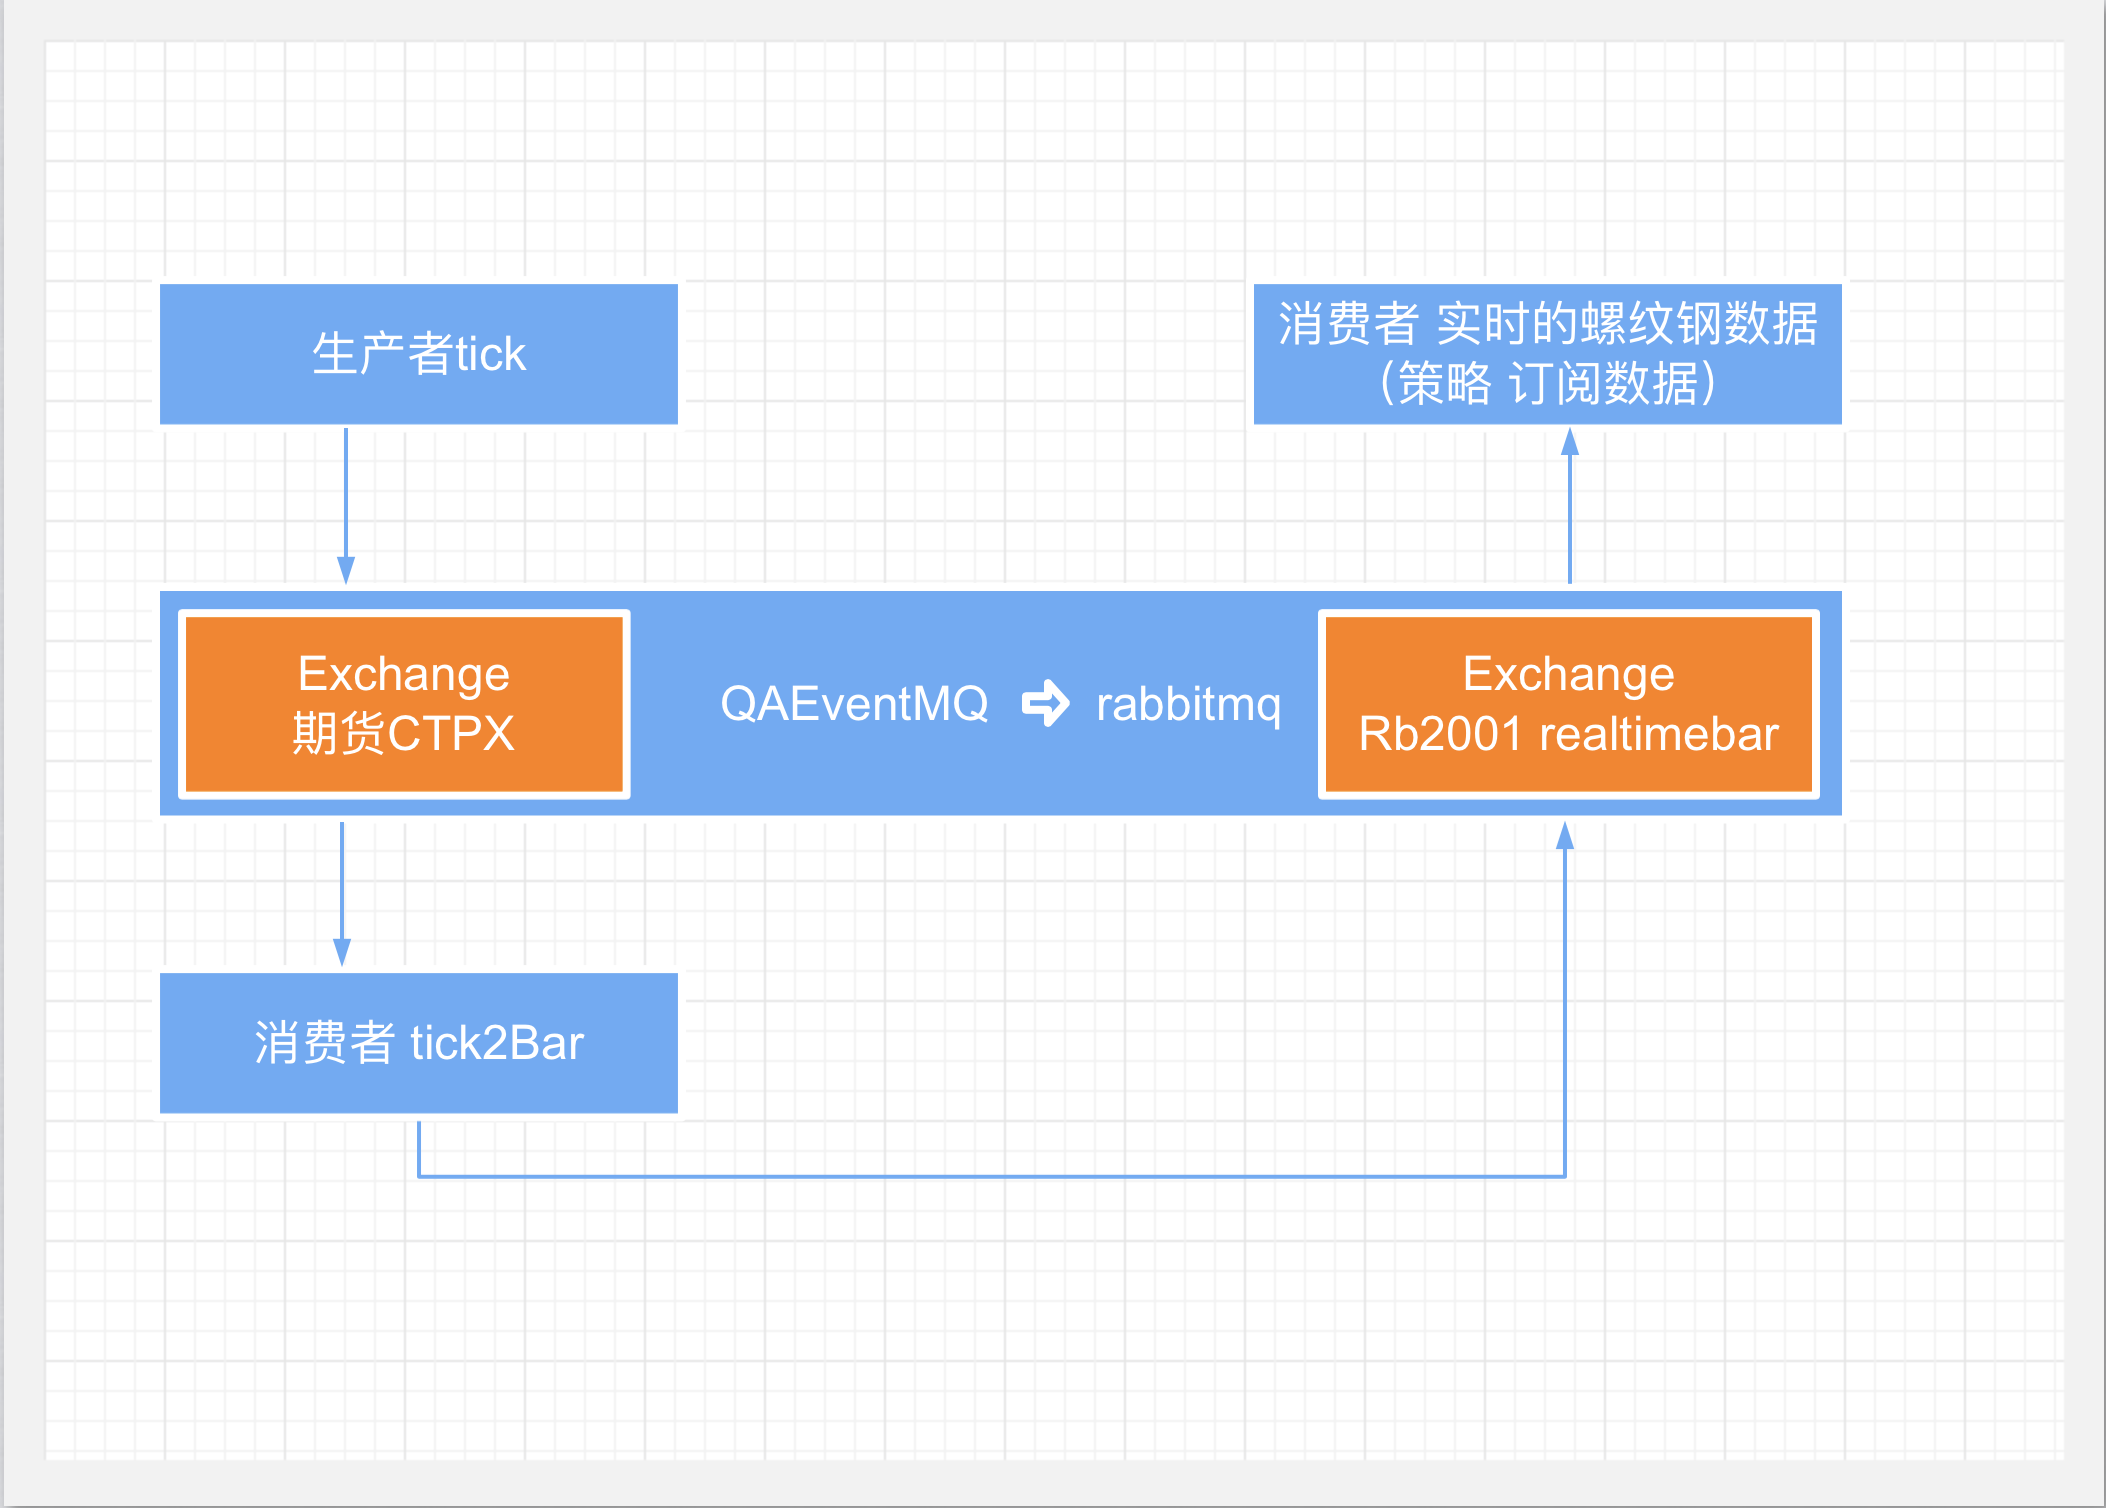 生产者tick
消费者 实时的螺纹钢数据
（策略 订阅数据）
Exchange
期货CTPX
QAEventMQ ➩ rabbitmq
Exchange
Rb2001 realtimebar
消费者 tick2Bar